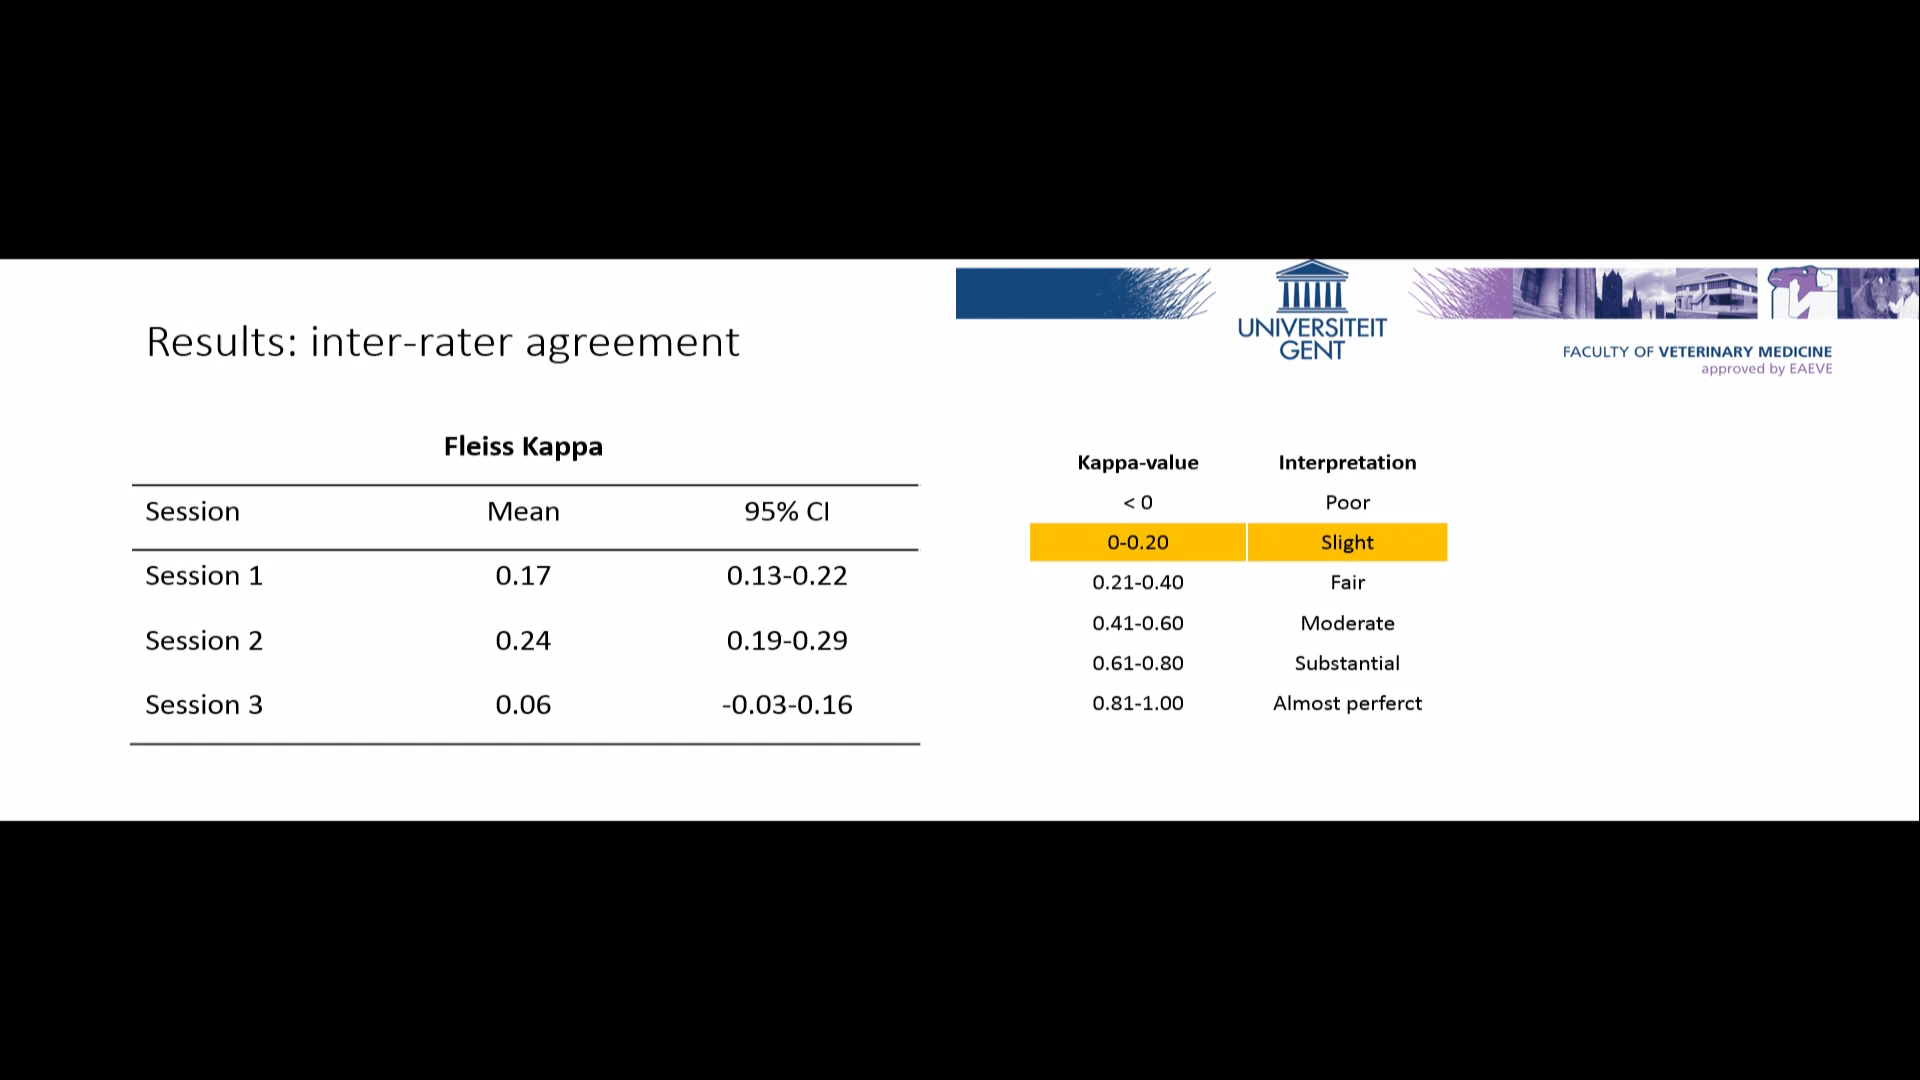 Results: inter-rater agreement
UNIVERSITEIT
GENT
FACULTY OF VETERINARY MEDICINE
approved by EAEVE
Fleiss Kappa
Session Mean 95% CI
Session 1 0.17 0.13-0.22
Session 2 0.24 0.19-0.29
Session 3 0.06 -0.03-0.16
Kappa-value Interpretation
< 0 Poor
0-0.20 Slight
0.21-0.40 Fair
0.41-0.60 Moderate
0.61-0.80 Substantial
0.81-1.00 Almost perferct